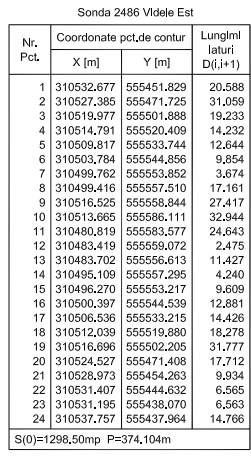 Sonda 2486 VIdele Est
Nr. Pct. Coordonate pct.de contur LungImI laturi D(i,i+1)
X [m] Y [m]
1 310532.677 555451.829 20.588
2 310527.385 555471.725 31.059
3 310519.977 555501.888 19.233
4 310514.791 555520.409 14.232
5 310509.817 555533.744 12.644
6 310503.784 555544.856 9.854
7 310499.762 555553.852 3.674
8 310499.416 555557.510 17.161
9 310516.525 555558.844 27.417
10 310513.665 555586.111 32.944
11 310480.819 555583.577 24.643
12 310483.419 555559.072 2.475
13 310483.702 555556.613 11.427
14 310495.109 555557.295 4.240
15 310496.270 555553.217 9.609
16 310500.397 555544.539 12.881
17 310506.536 555533.215 14.426
18 310512.039 555519.880 18.278
19 310516.696 555502.205 31.777
20 310524.527 555471.408 17.712
21 310528.973 555454.263 9.934
22 310531.407 555444.632 6.565
23 310531.195 555438.070 6.563
24 310537.757 555437.964 14.766
S(0)=1298.50mp P=374.104m